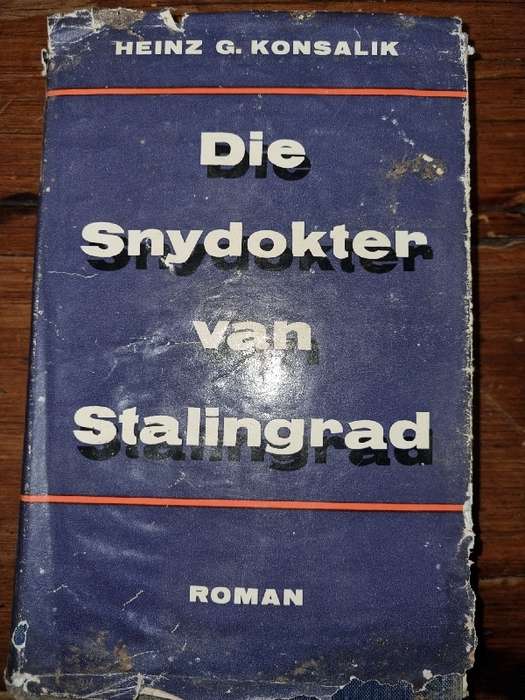 HEINZ G. KONSALIK
Die
Snydokter
van
Stalingrad
ROMAN